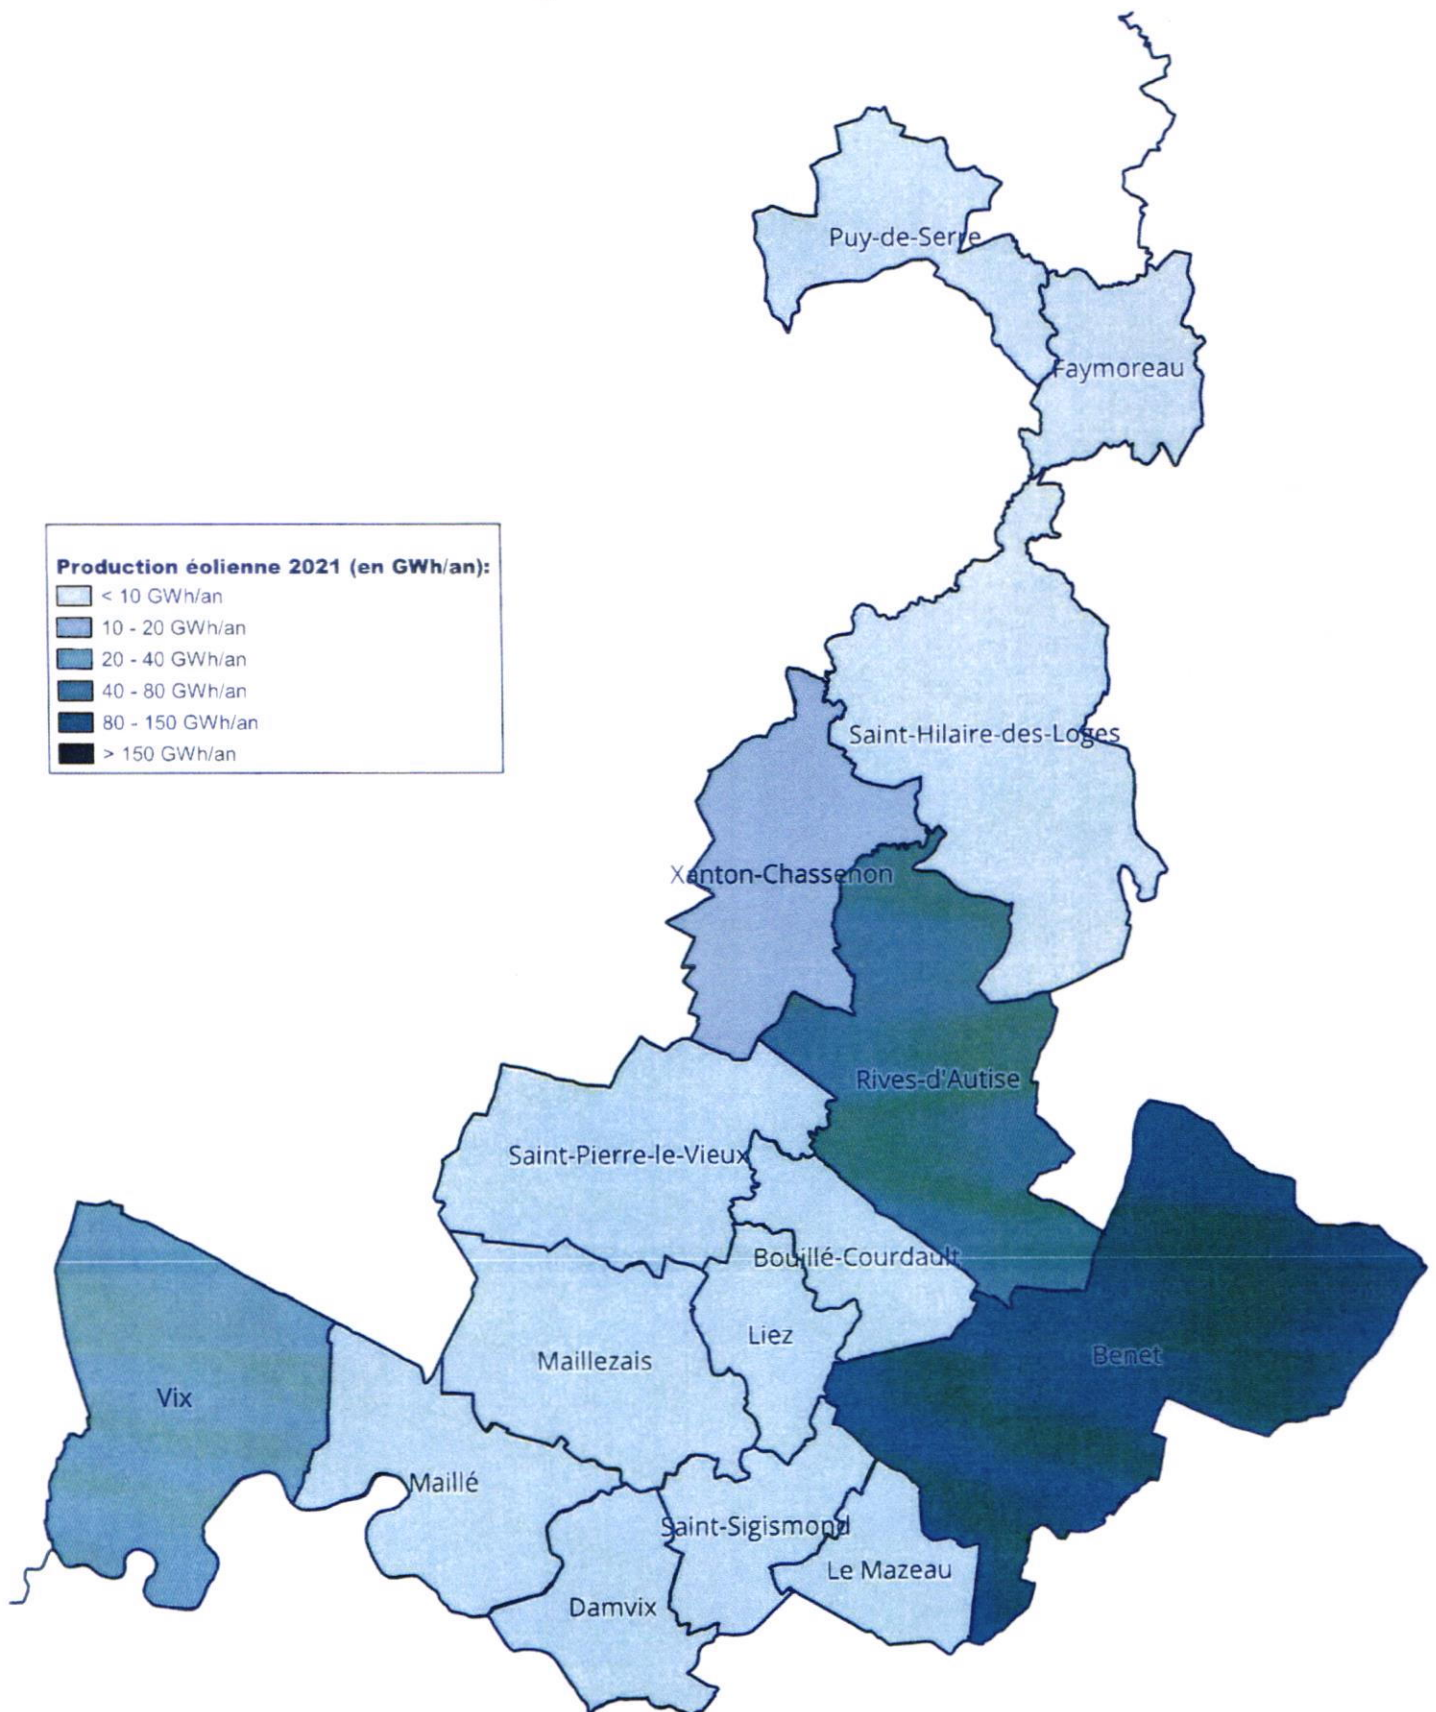 Puy-de-Serre
Faymoreau
Production éolienne 2021 (en GWh/an):
< 10 GWh/an
10 - 20 GWh/an
20 - 40 GWh/an
40 - 80 GWh/an
80 - 150 GWh/an
> 150 GWh/an
Saint-Hilaire-des-Loges
Xanton-Chassenon
Rives-d'Autise
Saint-Pierre-le-Vieux
Bouillé-Courdault
Liez
Benet
Maillezais
Vix
Maillé
Saint-Sigismond
Le Mazeau
Damvix